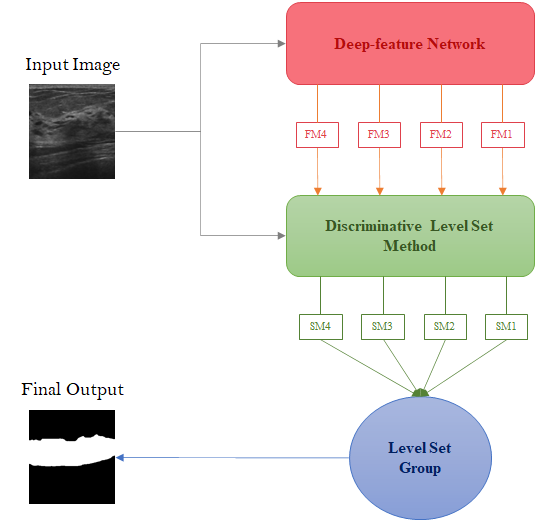 Deep-feature Network
Input Image
FM4 FM3 FM2 FM1
Discriminative Level Set
Method
SM4 SM3 SM2 SM1
Final Output
Level Set
Group